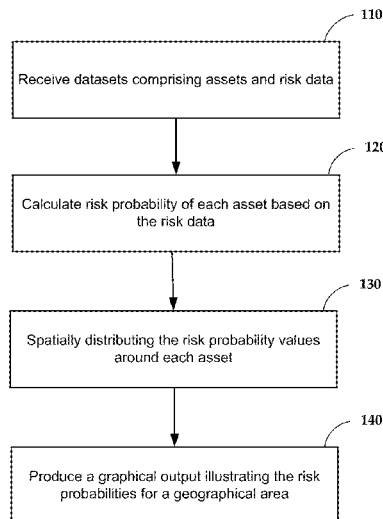 110
Receive datasets comprising assets and risk data
120
Calculate risk probability of each asset based on
the risk data
130
Spatially distributing the risk probability values
around each asset
140
Produce a graphical output illustrating the risk
probabilities for a geographical area